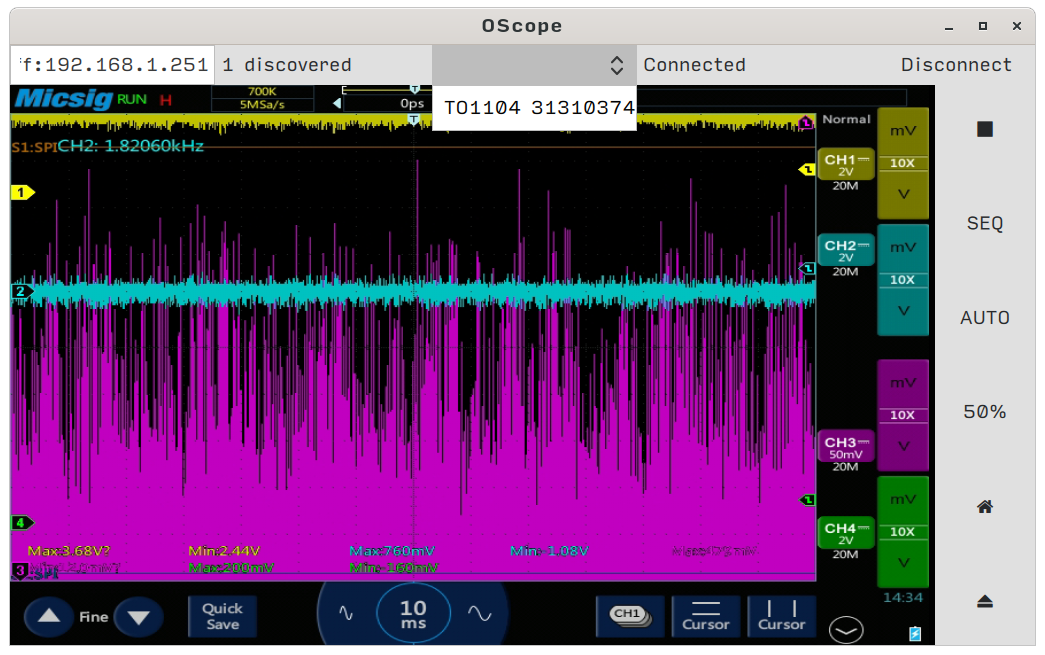 OScope
f:192.168.1.251 1 discovered Connected Disconnect
TO1104 31310374
Micsig RUN H 700K 5MSa/s 0ps T
T
S1:SPI CH2: 1.82060kHz
1
2
4
3
Max:3.68V? Min:2.44V Max:760mV Min:-1.08V
Max:200mV Min:-160mV
SPI
Normal
CH1
2V
20M
mV
10X
V
CH2
2V
20M
mV
10X
V
CH3
50mV
20M
mV
10X
V
CH4
2V
20M
mV
10X
V
14:34
SEQ
AUTO
50%
Fine
Quick Save
10 ms
CH1
Cursor
Cursor